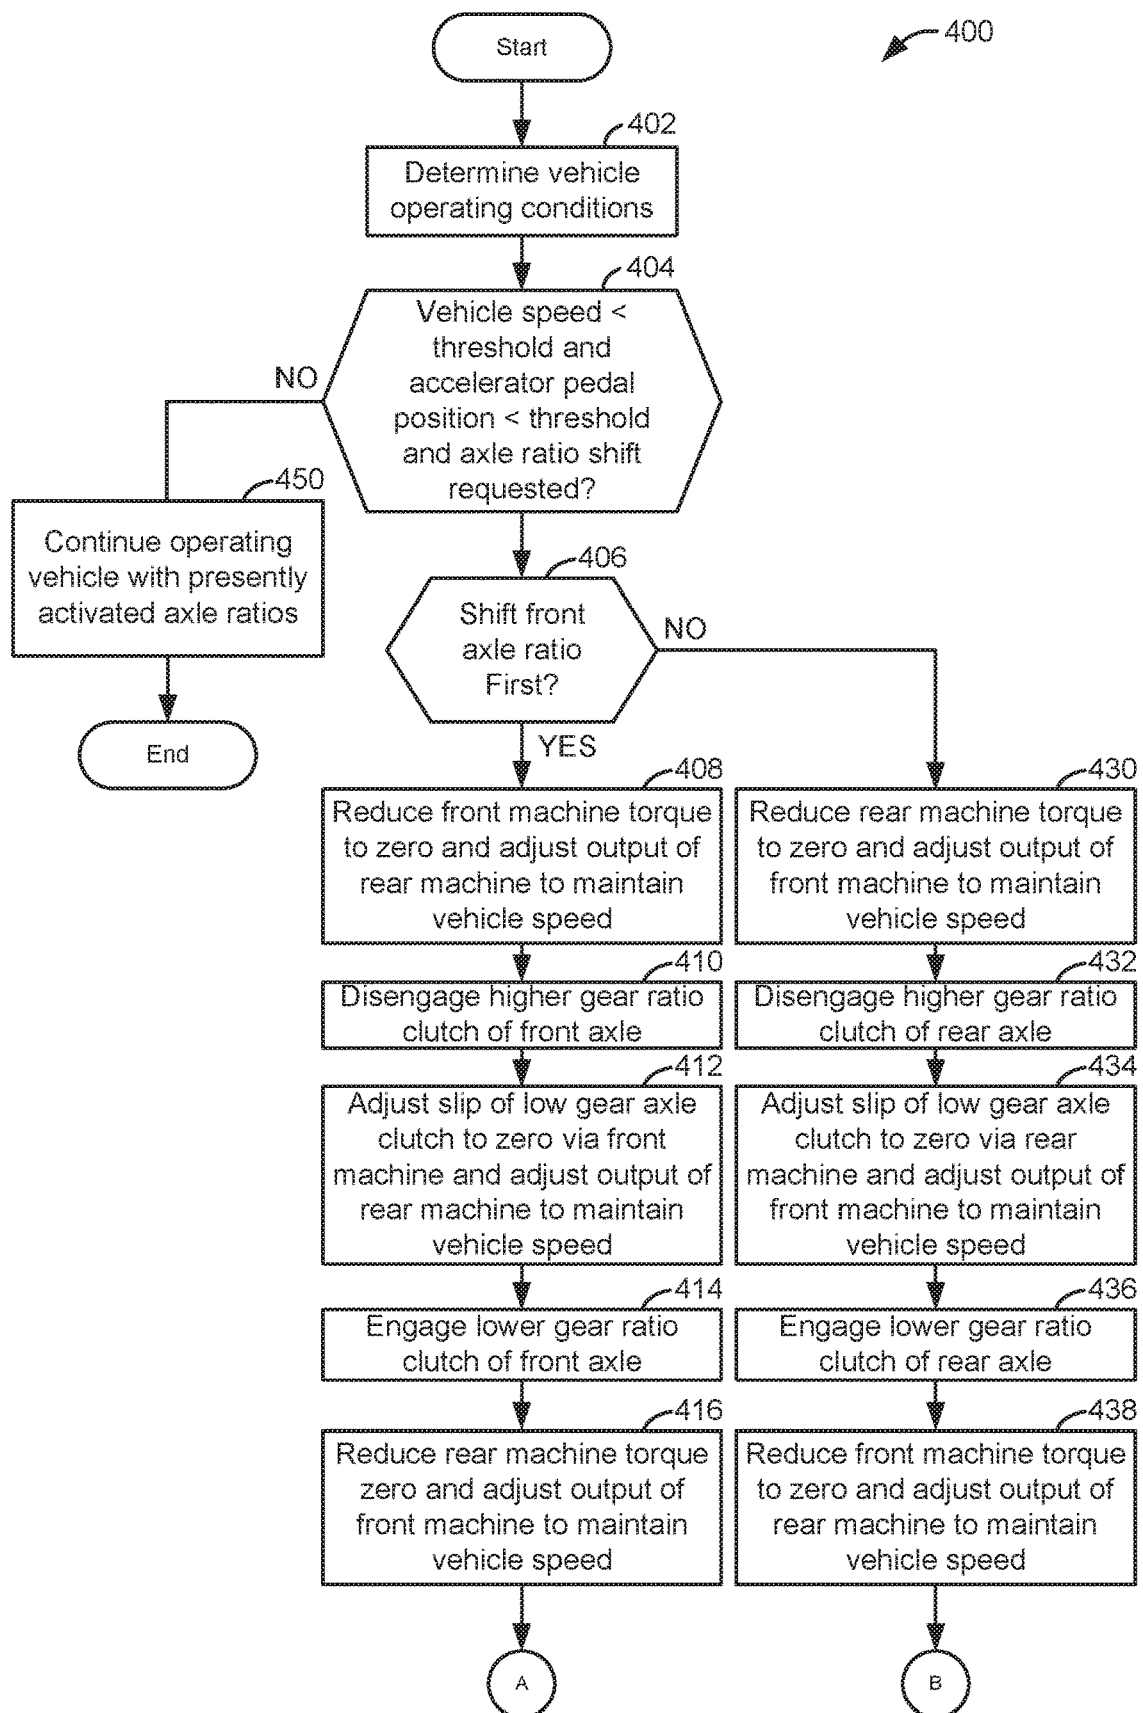 Start
400
402
Determine vehicle
operating conditions
404
Vehicle speed <
threshold and
accelerator pedal
position < threshold
and axle ratio shift
requested?
NO
450
Continue operating
vehicle with presently
activated axle ratios
End
406
Shift front
axle ratio
First?
NO
YES
408
Reduce front machine torque
to zero and adjust output of
rear machine to maintain
vehicle speed
410
Disengage higher gear ratio
clutch of front axle
412
Adjust slip of low gear axle
clutch to zero via front
machine and adjust output of
rear machine to maintain
vehicle speed
414
Engage lower gear ratio
clutch of front axle
416
Reduce rear machine torque
zero and adjust output of
front machine to maintain
vehicle speed
A
430
Reduce rear machine torque
to zero and adjust output of
front machine to maintain
vehicle speed
432
Disengage higher gear ratio
clutch of rear axle
434
Adjust slip of low gear axle
clutch to zero via rear
machine and adjust output of
front machine to maintain
vehicle speed
436
Engage lower gear ratio
clutch of rear axle
438
Reduce front machine torque
to zero and adjust output of
rear machine to maintain
vehicle speed
B